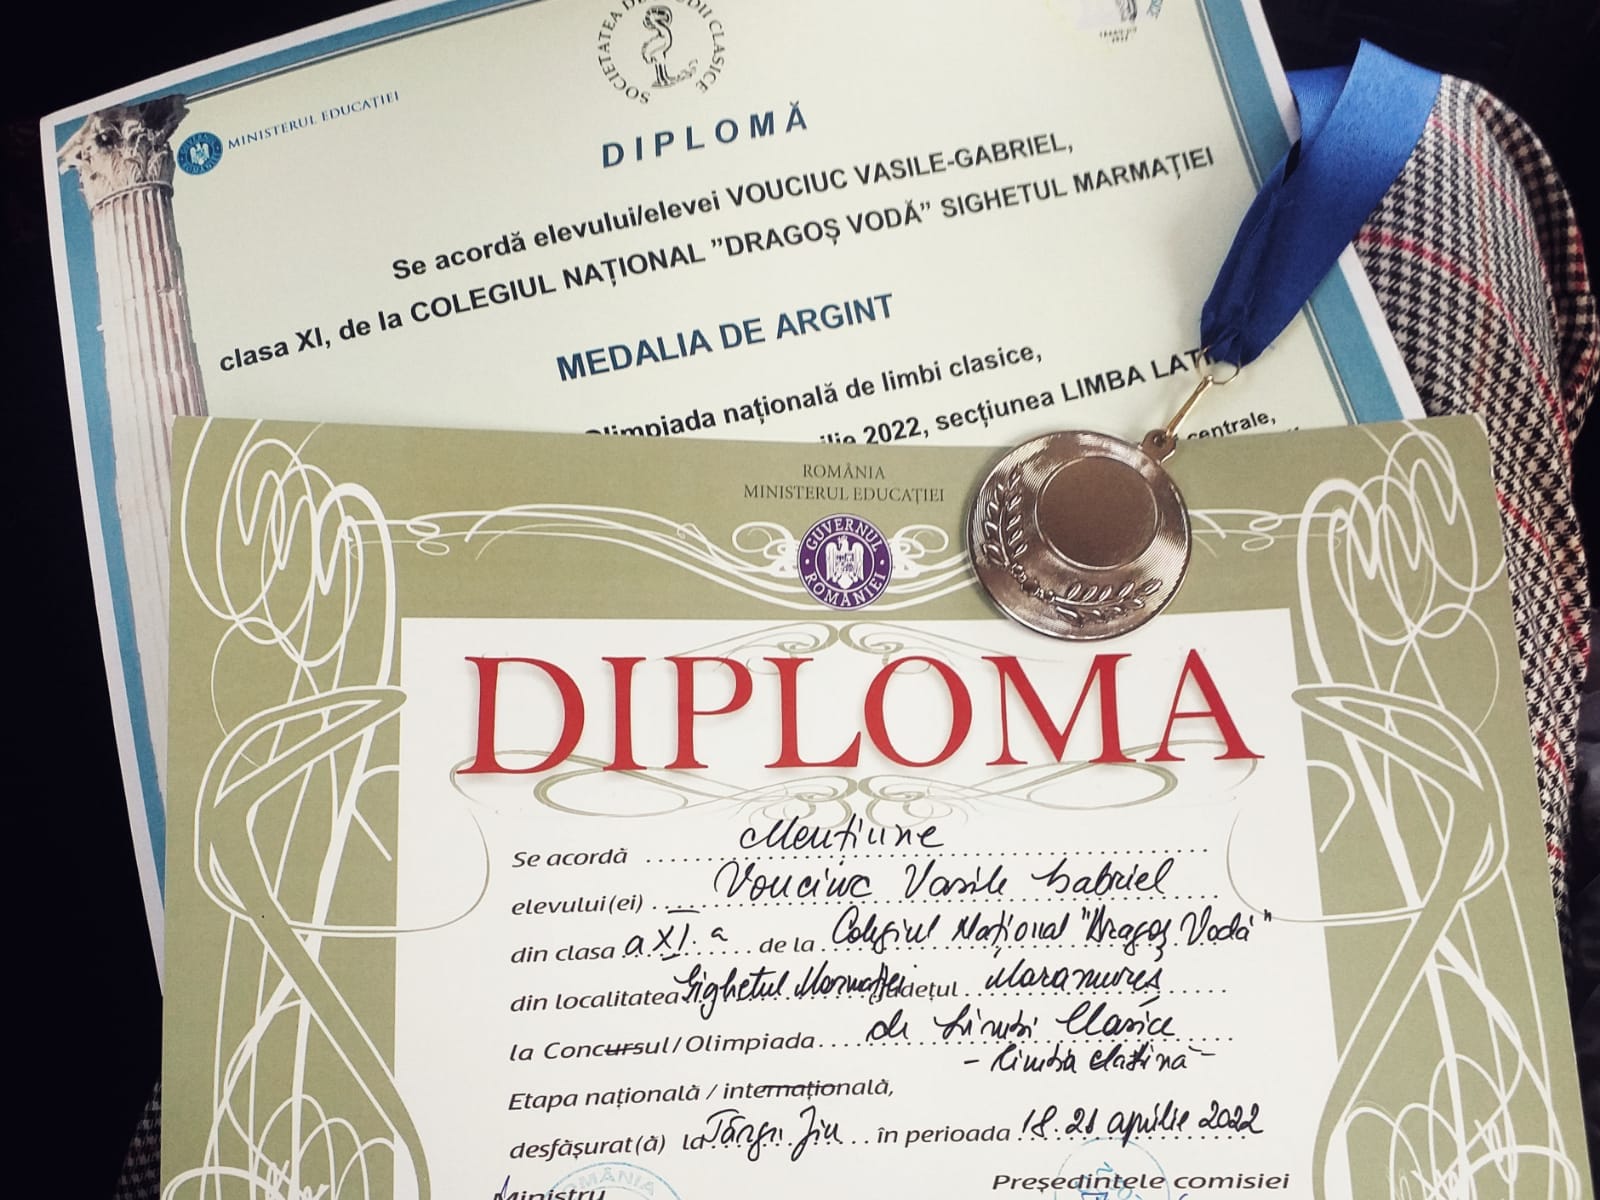 SOCIETATEA DE STUDII CLASICE
MINISTERUL EDUCAȚIEI
DIPLOMĂ
Se acordă elevului/elevei VOUCIUC VASILE-GABRIEL,
clasa XI, de la COLEGIUL NAȚIONAL ”DRAGOȘ VODĂ” SIGHETUL MARMAȚIEI
MEDALIA DE ARGINT
Olimpiada națională de limbi clasice,
2022, secțiunea LIMBA
centrale,
ROMÂNIA
MINISTERUL EDUCAȚIEI
GUVERNUL ROMÂNIEI
DIPLOMA
Se acordă Mențiune
elevului(ei) Vouciuc Vasile Gabriel
din clasa a XI-a de la Colegiul Național "Dragoș Vodă"
din localitatea Sighetul Marmației județul Maramureș
la Concursul/Olimpiada de Limbi Clasice
- Limba Latină -
Etapa națională / internațională,
desfășurat(ă) la Târgu Jiu în perioada 18-21 aprilie 2022
Ministru
ROMÂNIA
Președintele comisiei